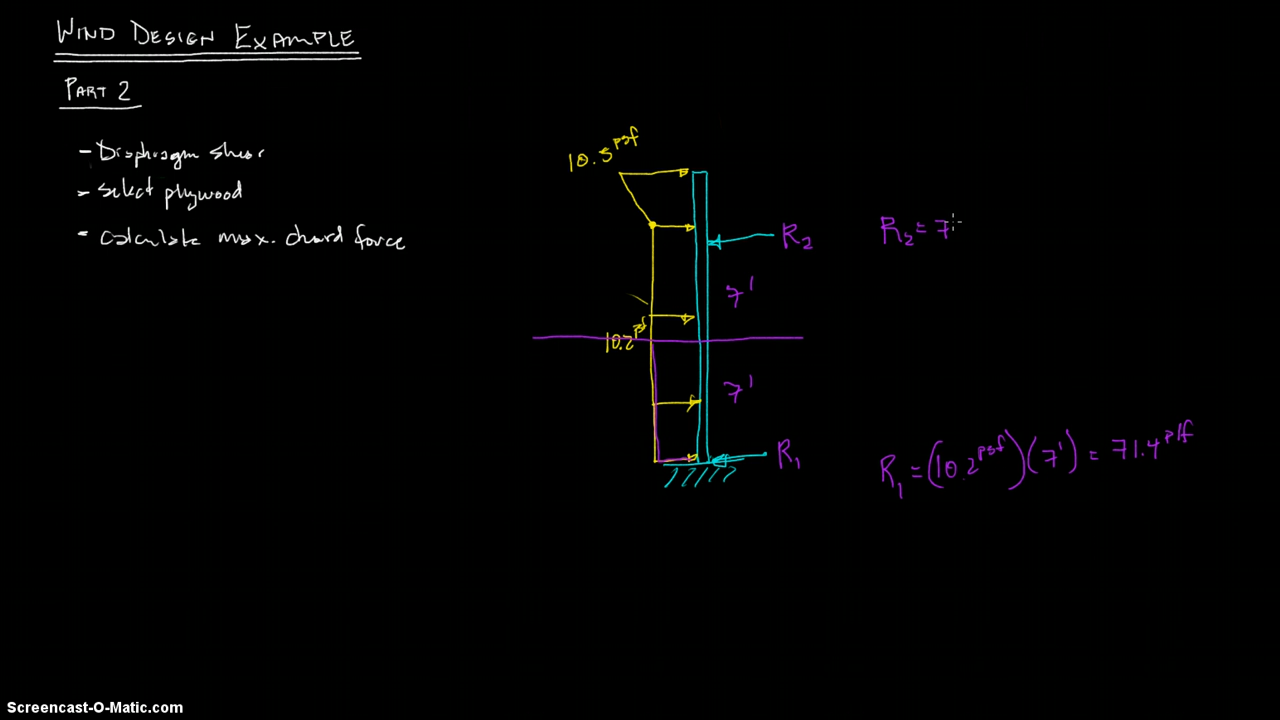 WIND DESIGN EXAMPLE
PART 2
- Diaphragm shear
- select plywood
- calculate max. chord force
10.5 psf
R2
R2 = 7
7'
10.2 psf
7'
R1
R1 = (10.2 psf)(7') = 71.4 plf
Screencast-O-Matic.com